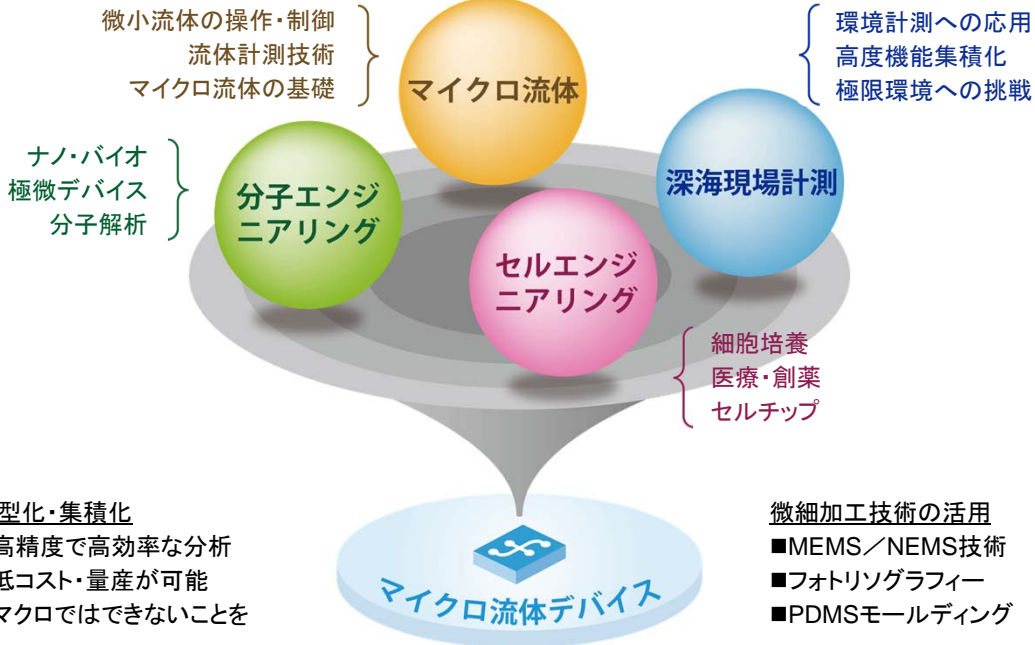 微小流体の操作・制御
流体計測技術
マイクロ流体の基礎
マイクロ流体
環境計測への応用
高度機能集積化
極限環境への挑戦
ナノ・バイオ
極微デバイス
分子解析
分子エンジ
ニアリング
深海現場計測
セルエンジ
ニアリング
細胞培養
医療・創薬
セルチップ
型化・集積化
高精度で高効率な分析
低コスト・量産が可能
マクロではできないことを
マイクロ流体デバイス
微細加工技術の活用
■MEMS／NEMS技術
■フォトリソグラフィー
■PDMSモールディング